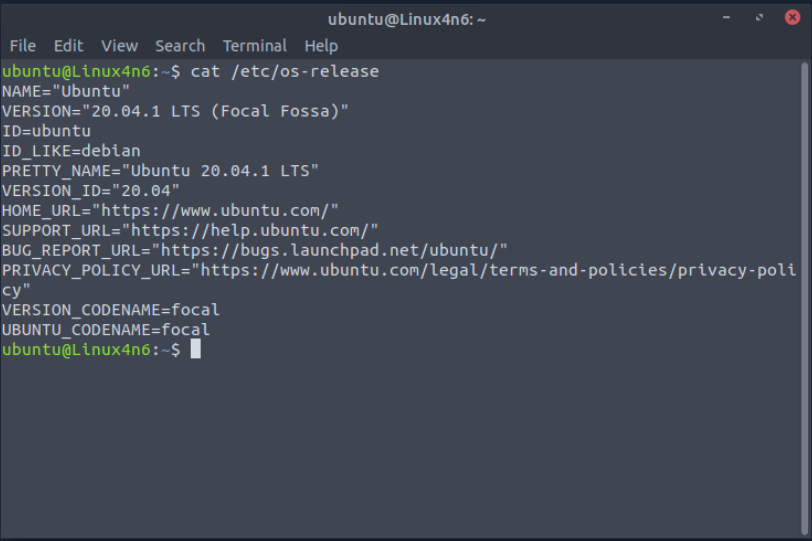 ubuntu@Linux4n6: ~
File Edit View Search Terminal Help
ubuntu@Linux4n6:~$ cat /etc/os-release
NAME="Ubuntu"
VERSION="20.04.1 LTS (Focal Fossa)"
ID=ubuntu
ID_LIKE=debian
PRETTY_NAME="Ubuntu 20.04.1 LTS"
VERSION_ID="20.04"
HOME_URL="https://www.ubuntu.com/"
SUPPORT_URL="https://help.ubuntu.com/"
BUG_REPORT_URL="https://bugs.launchpad.net/ubuntu/"
PRIVACY_POLICY_URL="https://www.ubuntu.com/legal/terms-and-policies/privacy-poli
cy"
VERSION_CODENAME=focal
UBUNTU_CODENAME=focal
ubuntu@Linux4n6:~$